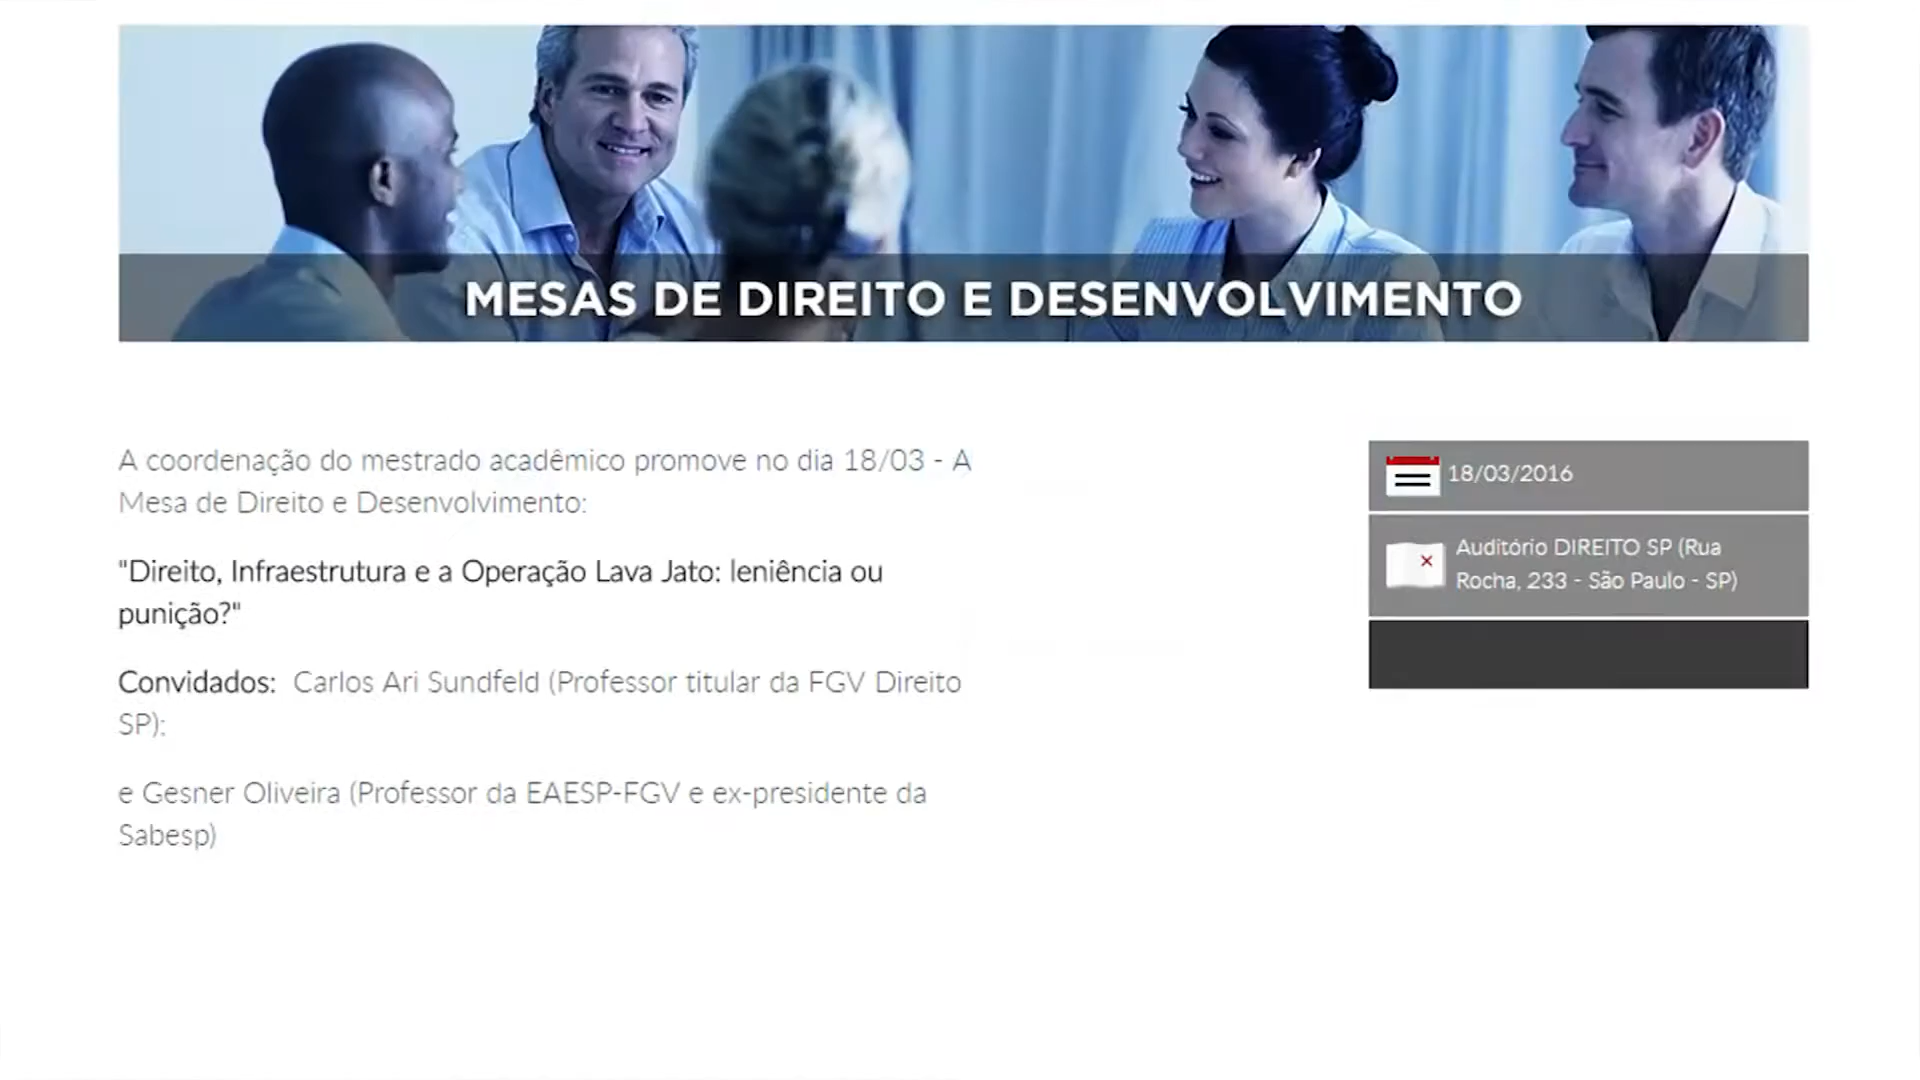 MESAS DE DIREITO E DESENVOLVIMENTO
A coordenação do mestrado acadêmico promove no dia 18/03 - A
Mesa de Direito e Desenvolvimento:
"Direito, Infraestrutura e a Operação Lava Jato: leniência ou
punição?"
Convidados: Carlos Ari Sundfeld (Professor titular da FGV Direito
SP);
e Gesner Oliveira (Professor da EAESP-FGV e ex-presidente da
Sabesp)
18/03/2016
Auditório DIREITO SP (Rua
Rocha, 233 - São Paulo - SP)